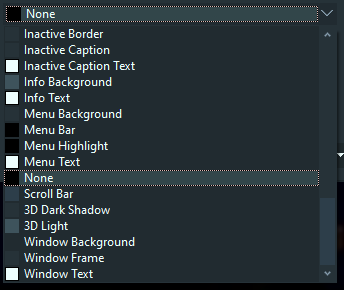 None
Inactive Border
Inactive Caption
Inactive Caption Text
Info Background
Info Text
Menu Background
Menu Bar
Menu Highlight
Menu Text
None
Scroll Bar
3D Dark Shadow
3D Light
Window Background
Window Frame
Window Text